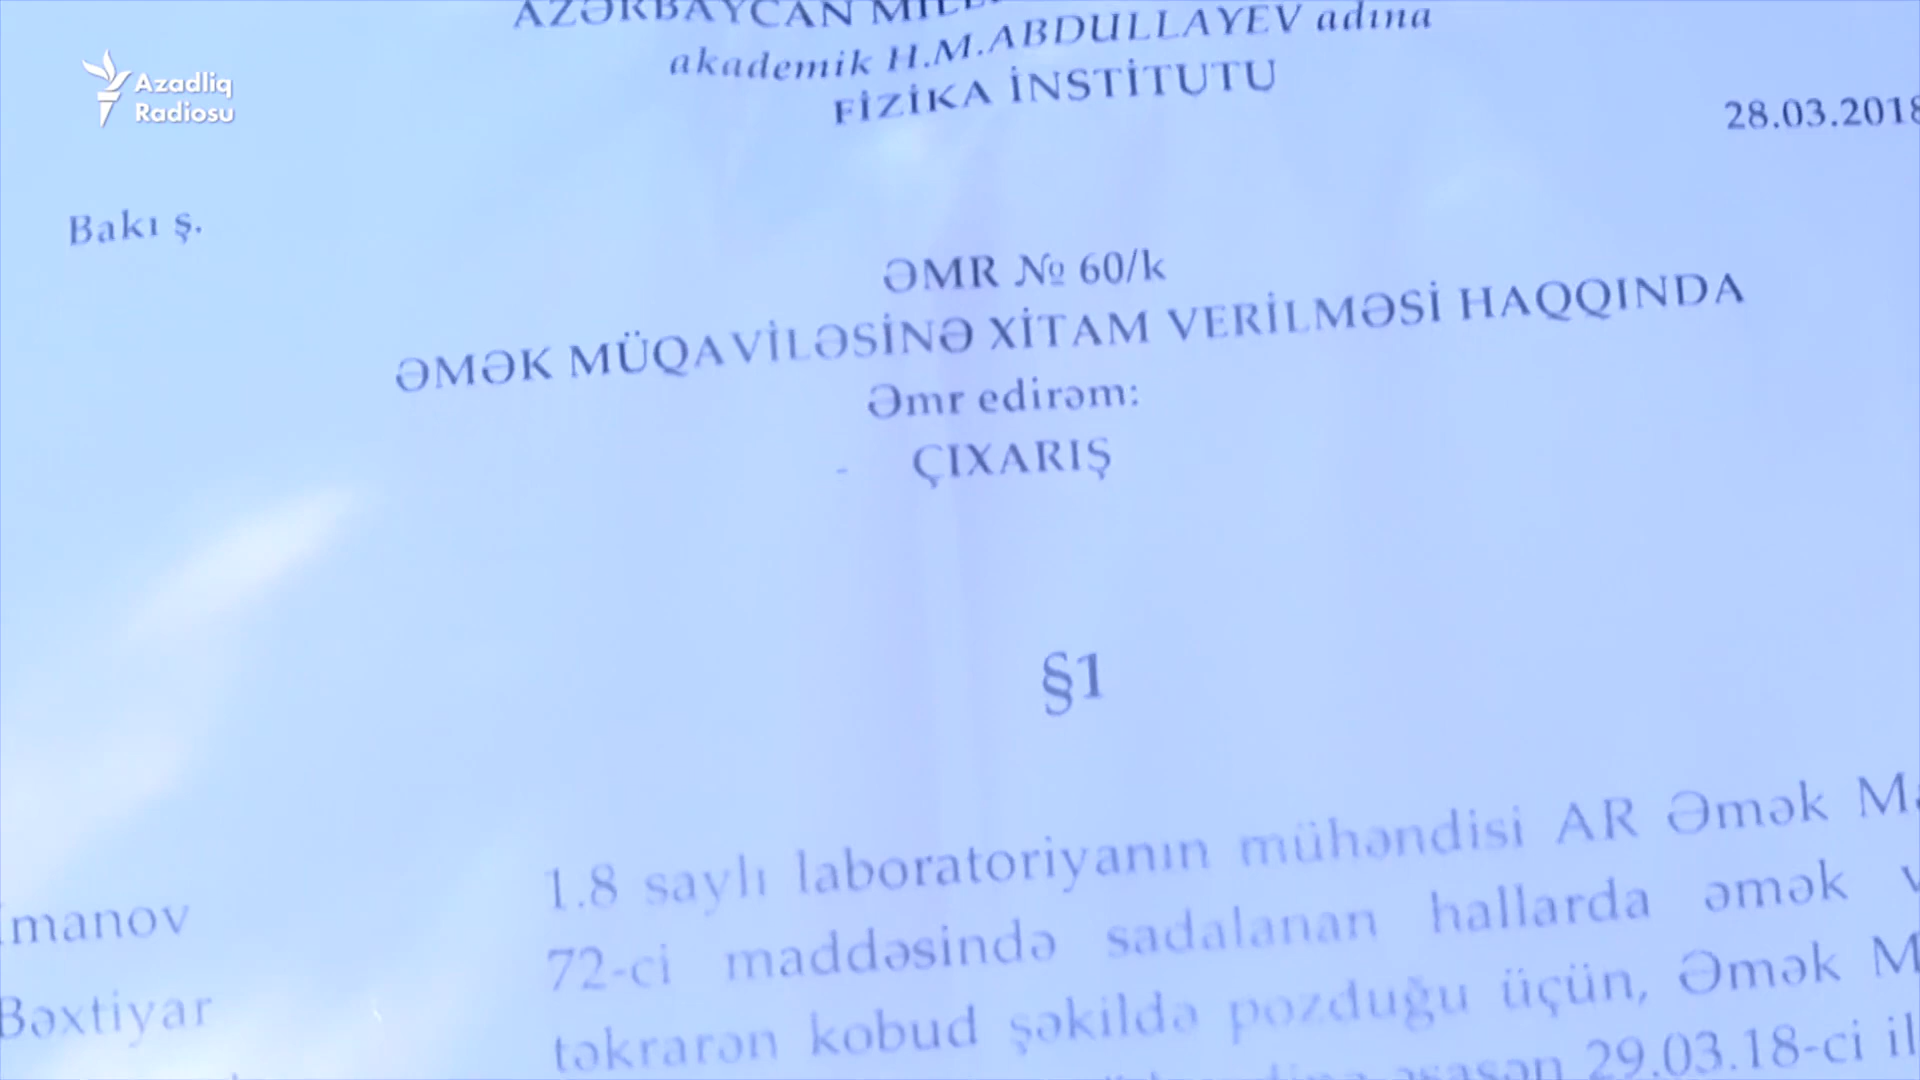 AZƏRBAYCAN
akademik H.M.ABDULLAYEV adına
FİZİKA İNSTİTUTU
Azadlıq
Radiosu
28.03.2018
Bakı ş.
ƏMR № 60/k
ƏMƏK MÜQAVİLƏSİNƏ XİTAM VERİLMƏSİ HAQQINDA
Əmr edirəm:
ÇIXARIŞ
§1
1.8 saylı laboratoriyanın mühəndisi AR Əmək
İmanov
72-ci maddəsində sadalanan hallarda əmək
Bəxtiyar
təkrarən kobud şəkildə pozduğu üçün, Əmək
əsasən 29.03.18-ci il